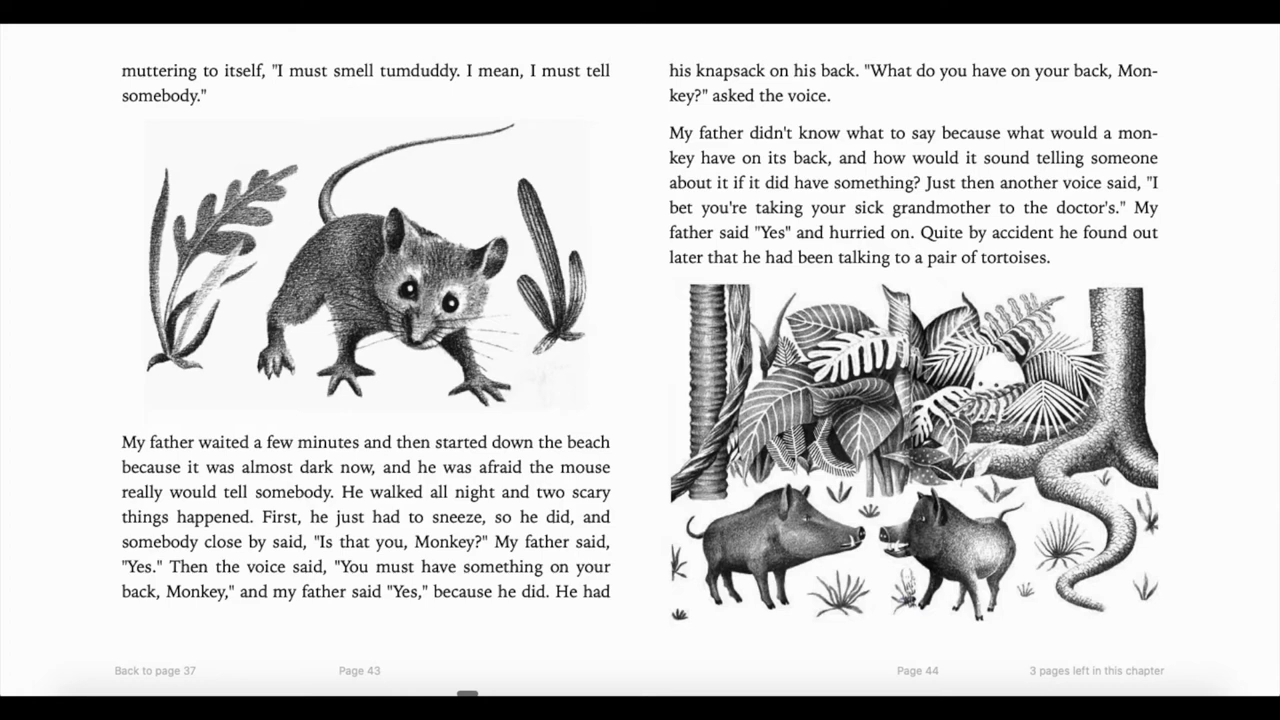 muttering to itself, "I must smell tumduddy. I mean, I must tell
somebody."
My father waited a few minutes and then started down the beach
because it was almost dark now, and he was afraid the mouse
really would tell somebody. He walked all night and two scary
things happened. First, he just had to sneeze, so he did, and
somebody close by said, "Is that you, Monkey?" My father said,
"Yes." Then the voice said, "You must have something on your
back, Monkey," and my father said "Yes," because he did. He had
Back to page 37
Page 43
his knapsack on his back. "What do you have on your back, Mon-
key?" asked the voice.
My father didn't know what to say because what would a mon-
key have on its back, and how would it sound telling someone
about it if it did have something? Just then another voice said, "I
bet you're taking your sick grandmother to the doctor's." My
father said "Yes" and hurried on. Quite by accident he found out
later that he had been talking to a pair of tortoises.
Page 44
3 pages left in this chapter